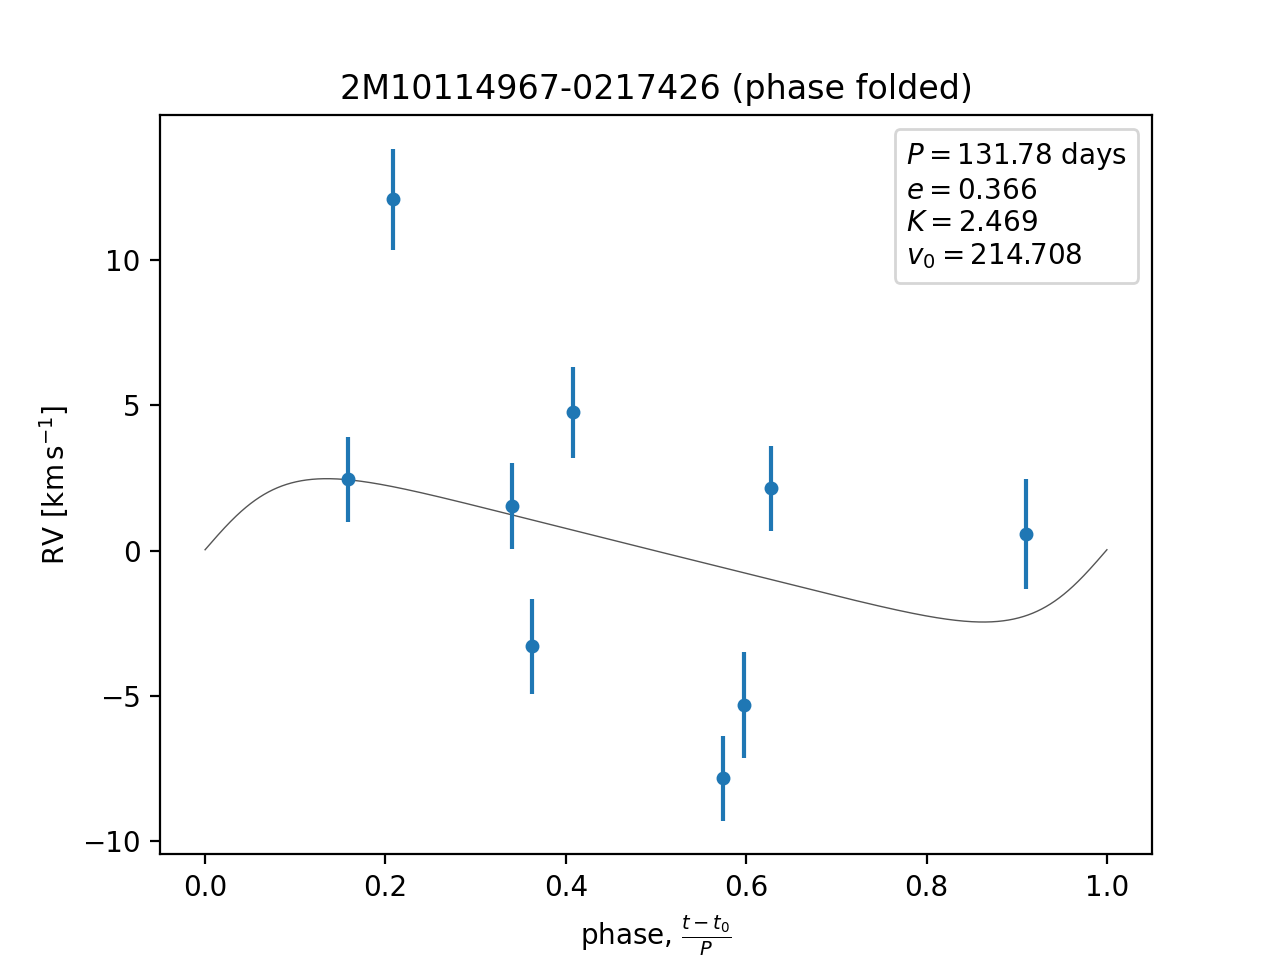 2M10114967-0217426 (phase folded)
P = 131.78 days
e = 0.366
K = 2.469
v₀ = 214.708
RV [km s⁻¹]
10
5
0
−5
−10
0.0 0.2 0.4 0.6 0.8 1.0
phase, (t − t₀)/P